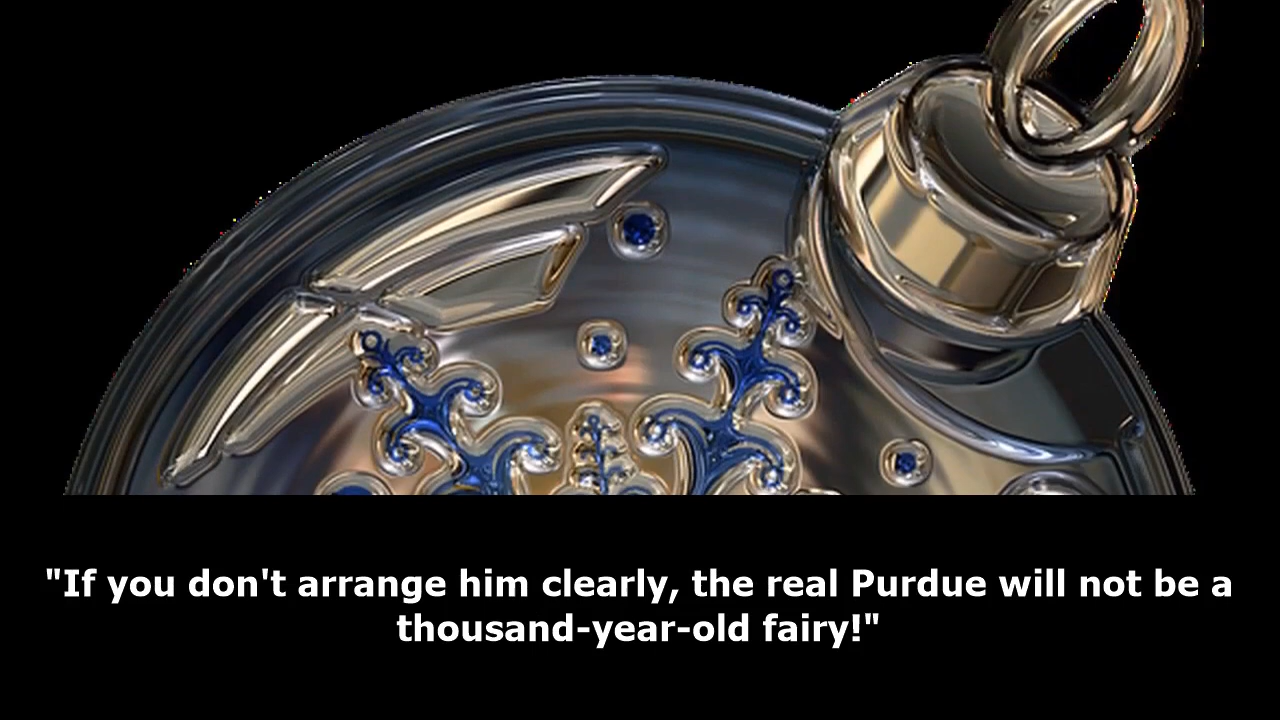 "If you don't arrange him clearly, the real Purdue will not be a
thousand-year-old fairy!"